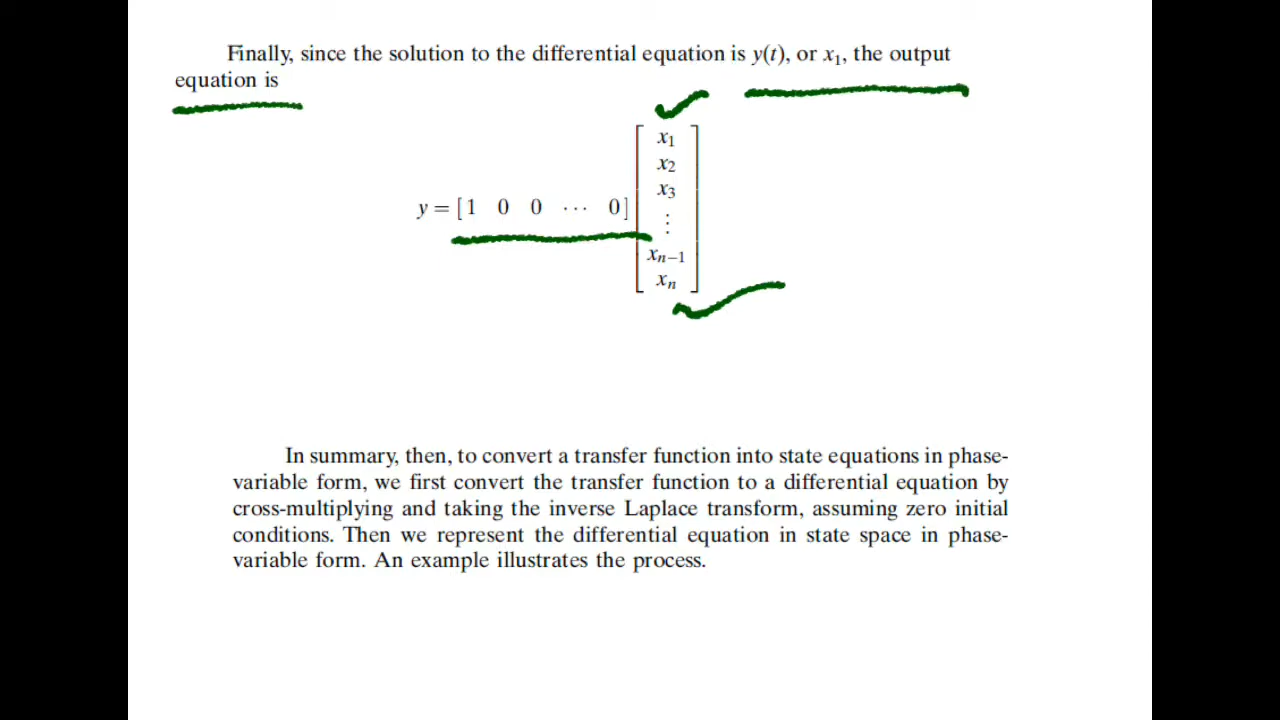 Finally, since the solution to the differential equation is y(t), or x₁, the output
equation is
y = [1 0 0 ⋯ 0] [x₁
x₂
x₃
⋮
xₙ₋₁
xₙ]
In summary, then, to convert a transfer function into state equations in phase-
variable form, we first convert the transfer function to a differential equation by
cross-multiplying and taking the inverse Laplace transform, assuming zero initial
conditions. Then we represent the differential equation in state space in phase-
variable form. An example illustrates the process.